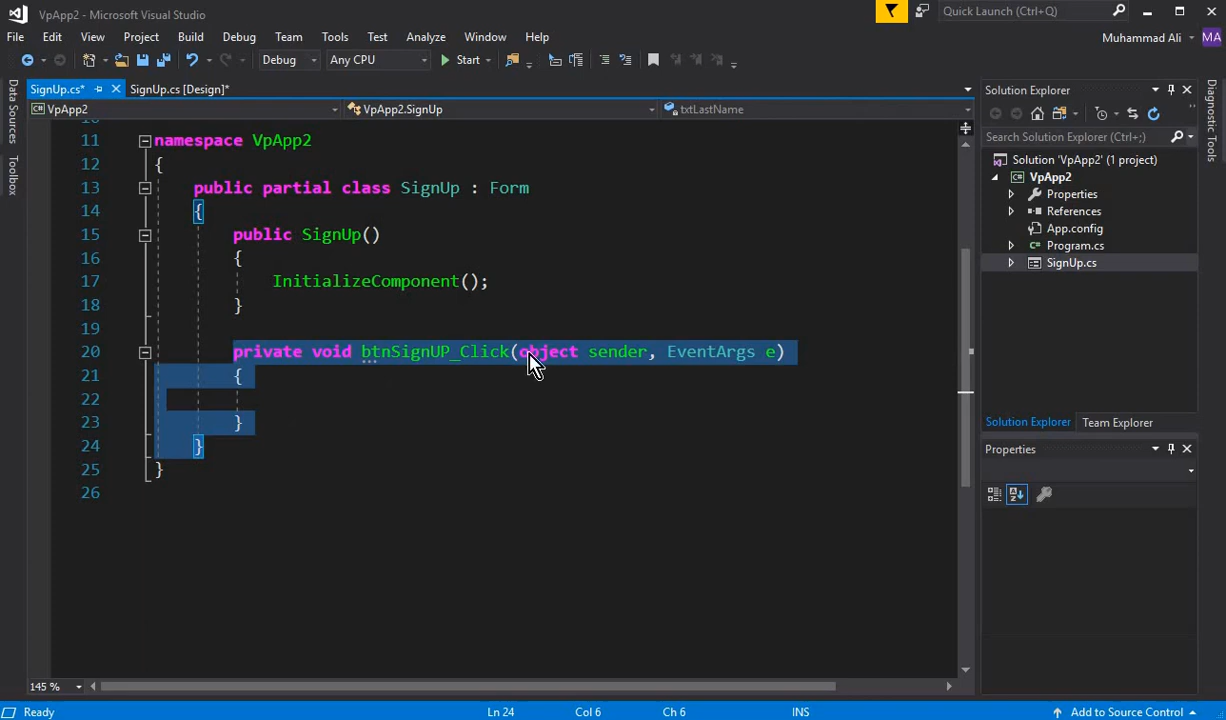 VpApp2 - Microsoft Visual Studio
Quick Launch (Ctrl+Q)
File Edit View Project Build Debug Team Tools Test Analyze Window Help
Muhammad Ali MA
Debug Any CPU Start
Data Sources
Toolbox
SignUp.cs* SignUp.cs [Design]*
VpApp2 VpApp2.SignUp txtLastName
10
11 namespace VpApp2
12 {
13 public partial class SignUp : Form
14 {
15 public SignUp()
16 {
17 InitializeComponent();
18 }
19
20 private void btnSignUP_Click(object sender, EventArgs e)
21 {
22
23 }
24 }
25 }
26
145 %
Solution Explorer
Search Solution Explorer (Ctrl+;)
Solution 'VpApp2' (1 project)
VpApp2
Properties
References
App.config
Program.cs
SignUp.cs
Solution Explorer Team Explorer
Properties
Diagnostic Tools
Ready Ln 24 Col 6 Ch 6 INS Add to Source Control